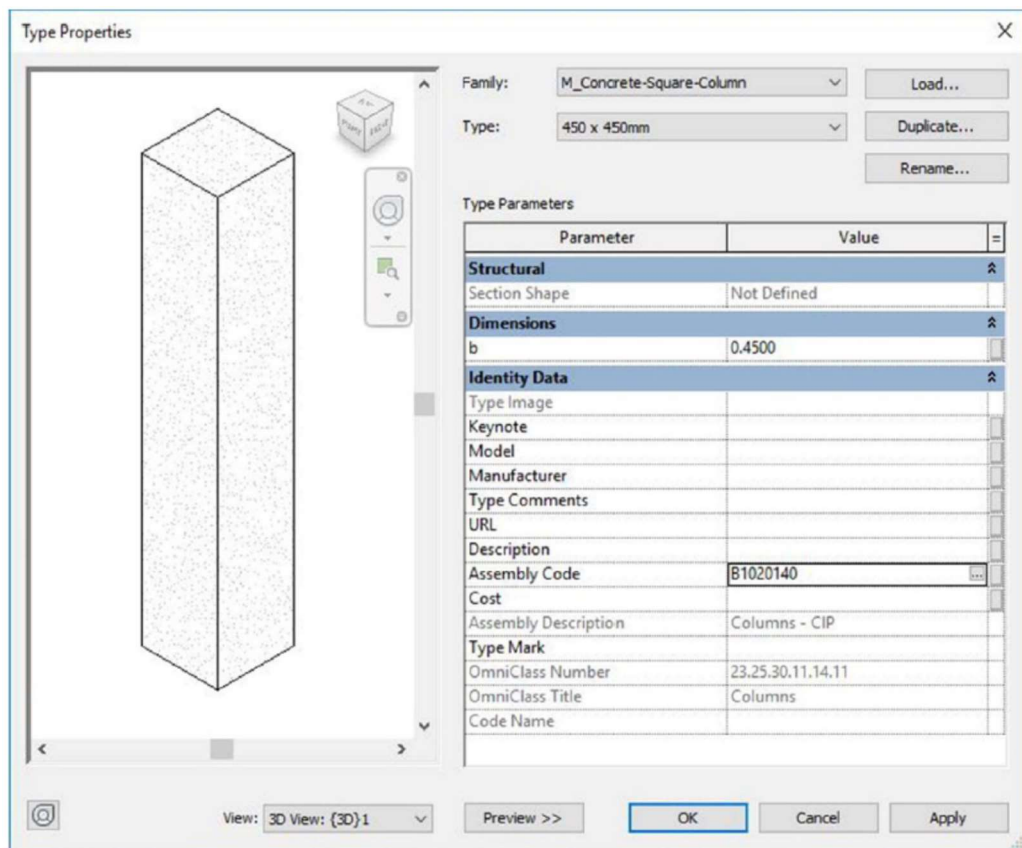 Type Properties
Family: M_Concrete-Square-Column Load...
Type: 450 x 450mm Duplicate...
Rename...
Type Parameters
Parameter Value =
Structural
Section Shape Not Defined
Dimensions
b 0.4500
Identity Data
Type Image
Keynote
Model
Manufacturer
Type Comments
URL
Description
Assembly Code B1020140 ...
Cost
Assembly Description Columns - CIP
Type Mark
OmniClass Number 23.25.30.11.14.11
OmniClass Title Columns
Code Name
View: 3D View: {3D}1 Preview >> OK Cancel Apply